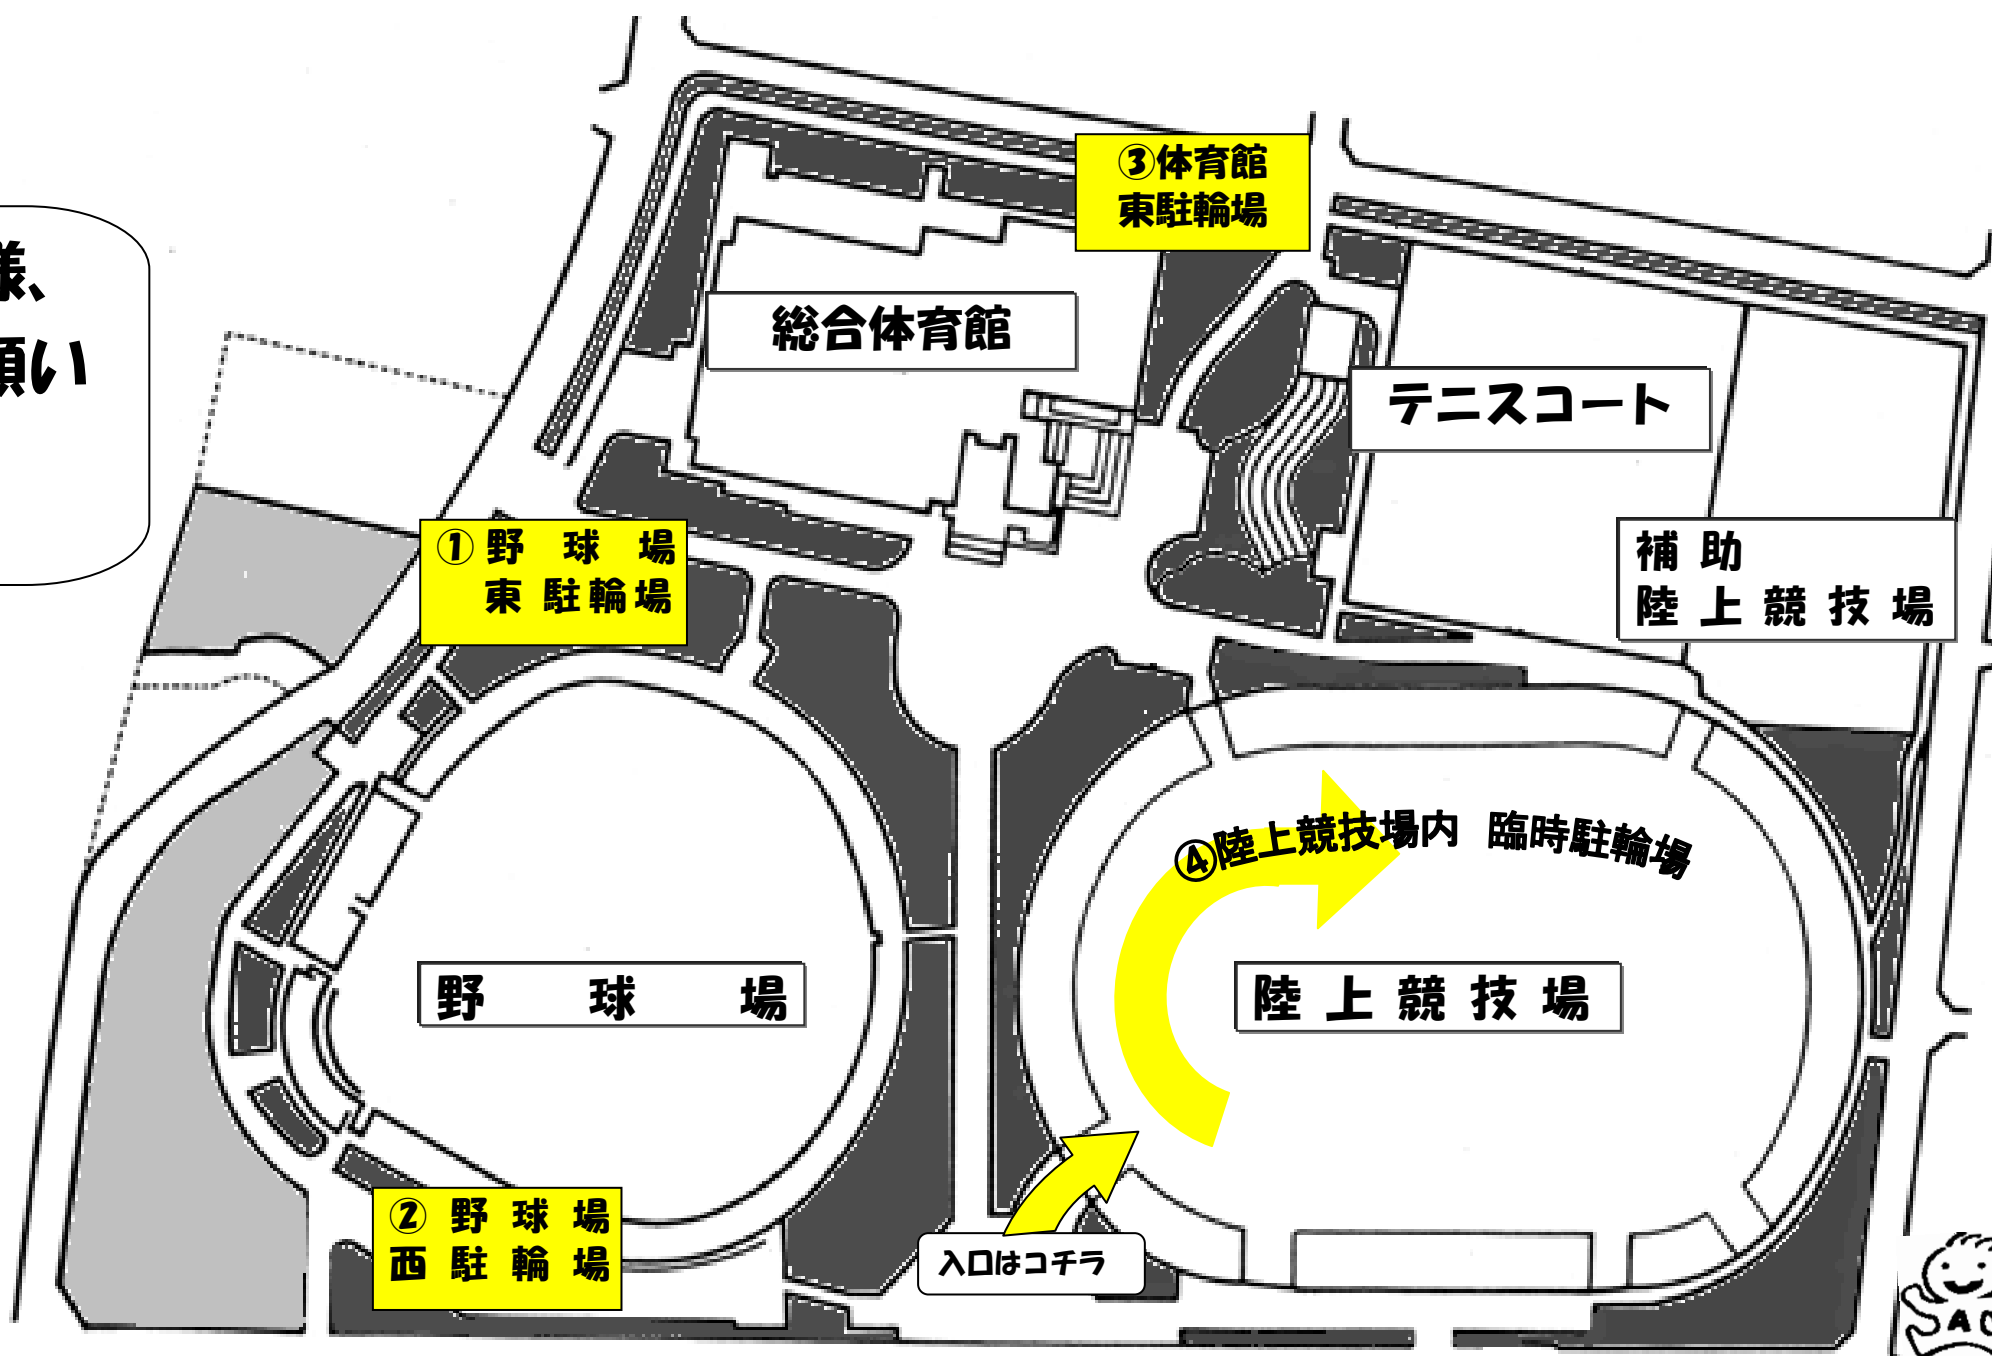 様、
願い
③体育館
東駐輪場
総合体育館
テニスコート
①野球場
東駐輪場
補助
陸上競技場
④陸上競技場内 臨時駐輪場
野球場
陸上競技場
②野球場
西駐輪場
入口はコチラ